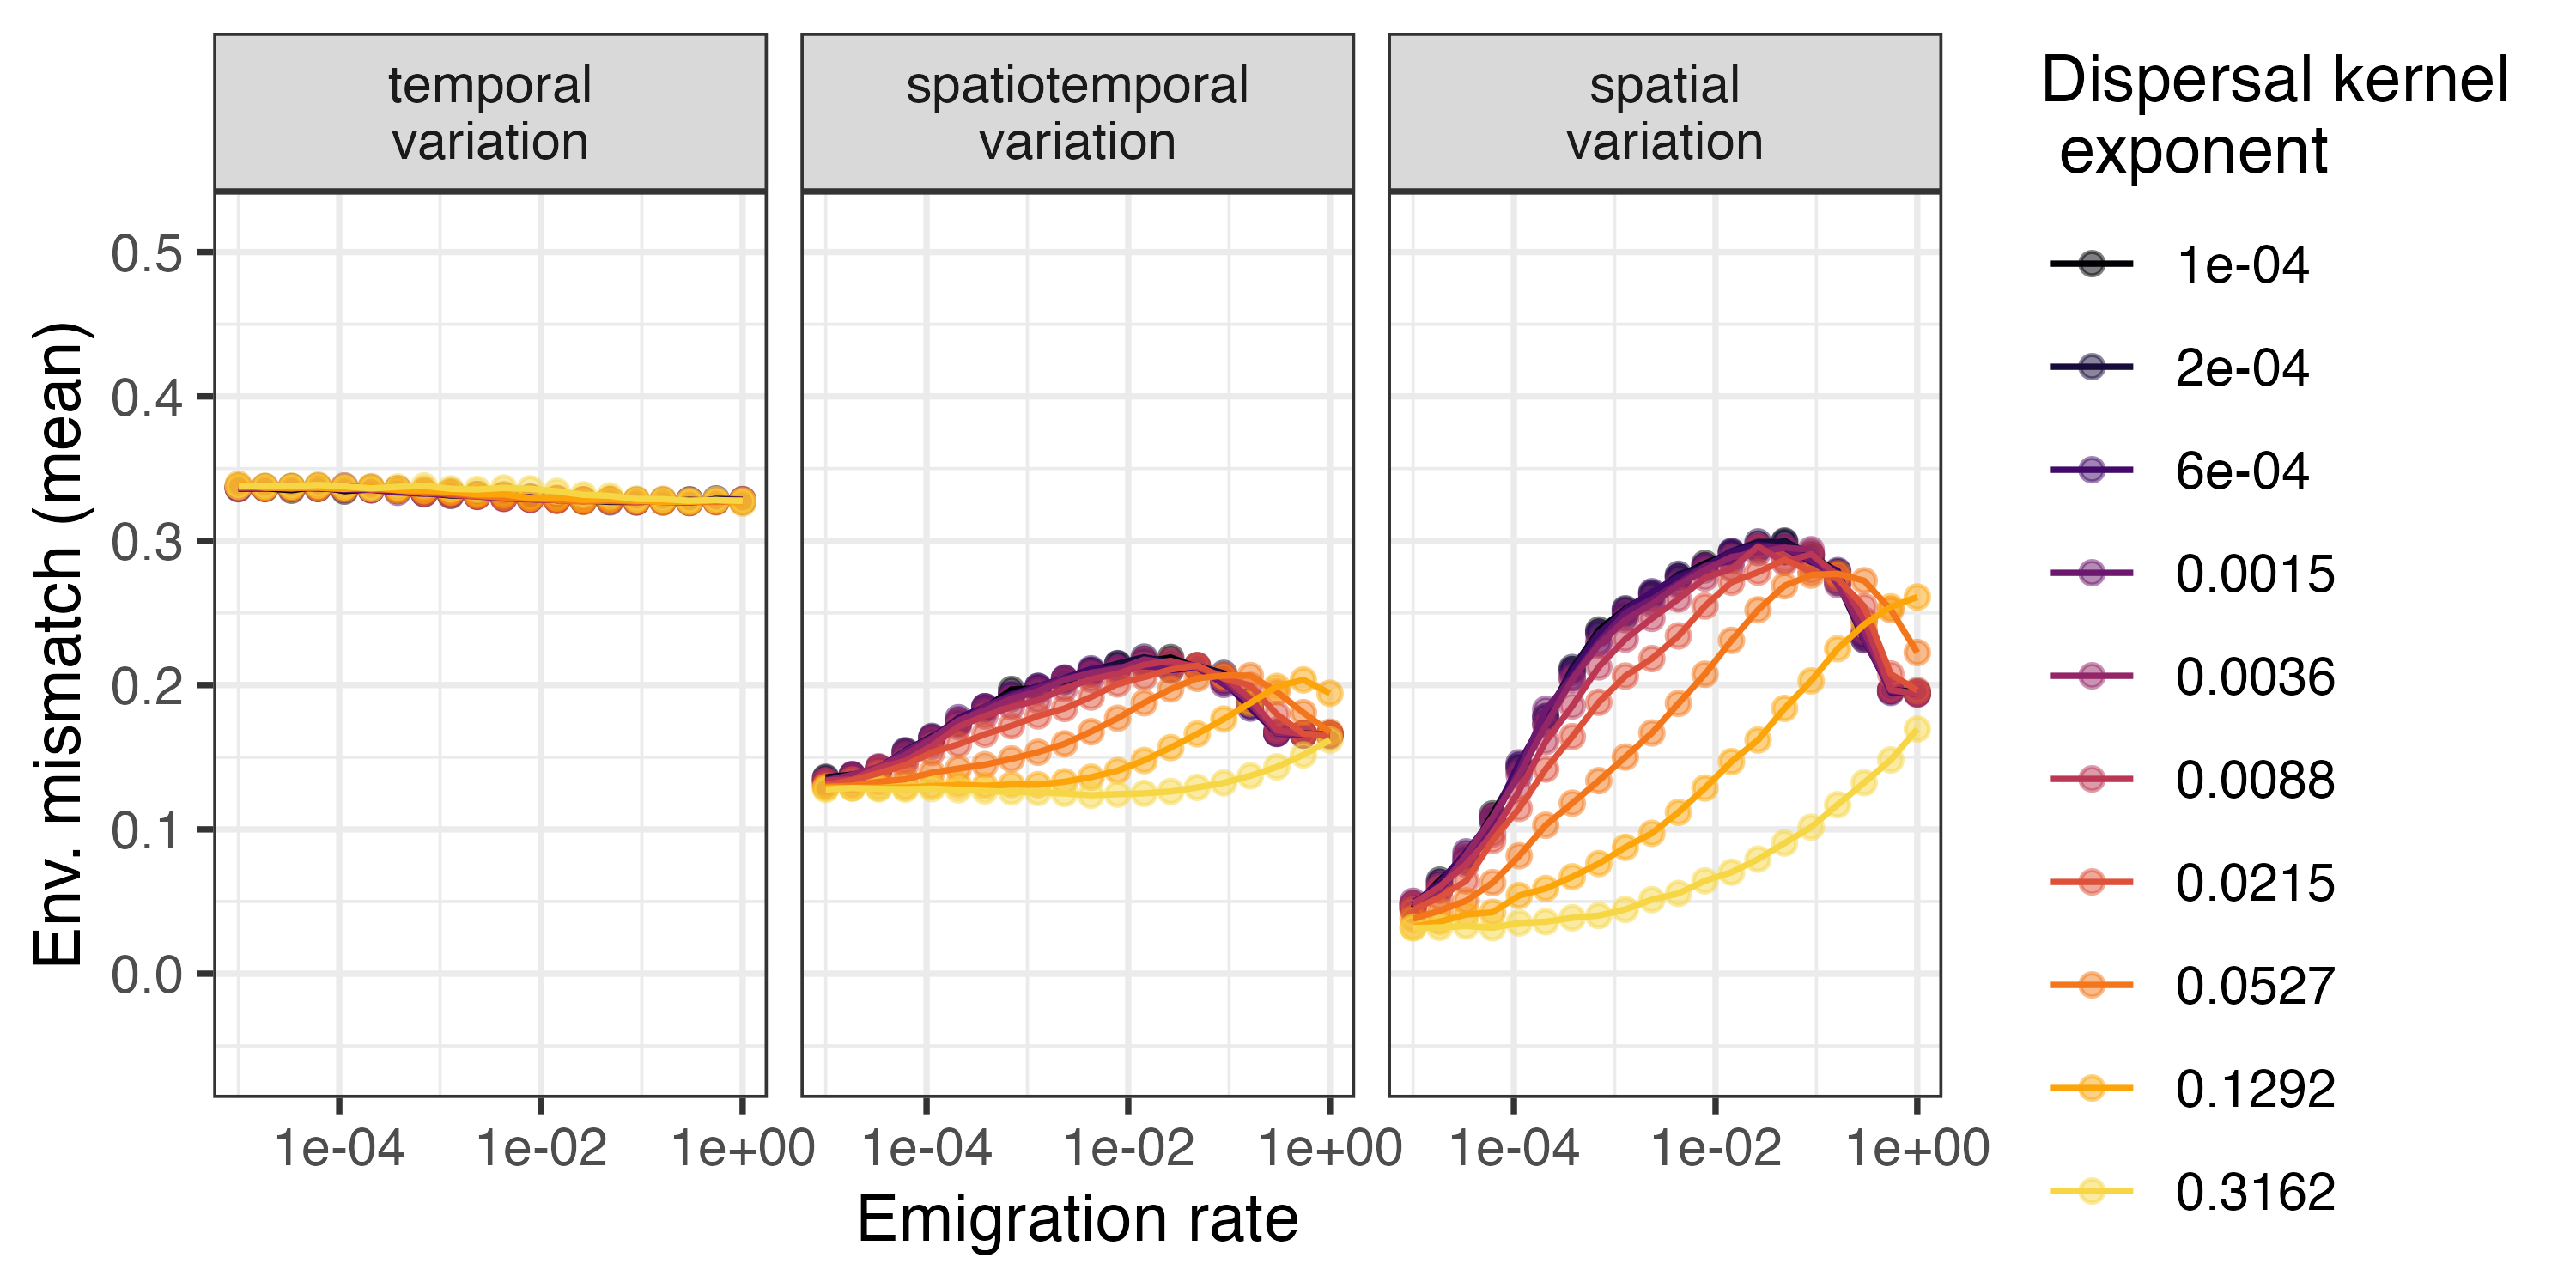 temporal
variation
spatiotemporal
variation
spatial
variation
Dispersal kernel
exponent
1e-04
2e-04
6e-04
0.0015
0.0036
0.0088
0.0215
0.0527
0.1292
0.3162
Env. mismatch (mean)
0.5
0.4
0.3
0.2
0.1
0.0
1e-04 1e-02 1e+00 1e-04 1e-02 1e+00 1e-04 1e-02 1e+00
Emigration rate